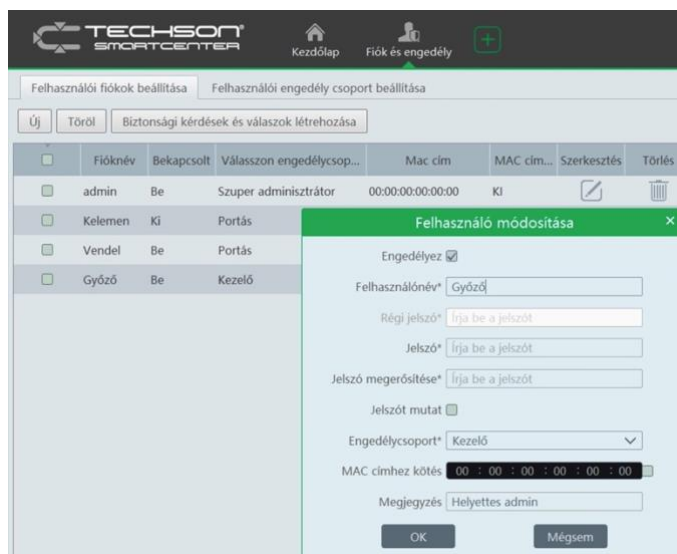 TECHSON
SMARTCENTER
Kezdőlap
Fiók és engedély
Felhasználói fiókok beállítása
Felhasználói engedély csoport beállítása
Új
Töröl
Biztonsági kérdések és válaszok létrehozása
Fióknév Bekapcsolt Válasszon engedélycsop... Mac cím MAC cím... Szerkesztés Törlés
admin Be Szuper adminisztrátor 00:00:00:00:00:00 KI
Kelemen Ki Portás
Vendel Be Portás
Győző Be Kezelő
Felhasználó módosítása ×
Engedélyez
Felhasználónév* Győző
Régi jelszó* Írja be a jelszót
Jelszó* Írja be a jelszót
Jelszó megerősítése* Írja be a jelszót
Jelszót mutat
Engedélycsoport* Kezelő
MAC címhez kötés 00 : 00 : 00 : 00 : 00 : 00
Megjegyzés Helyettes admin
OK
Mégsem